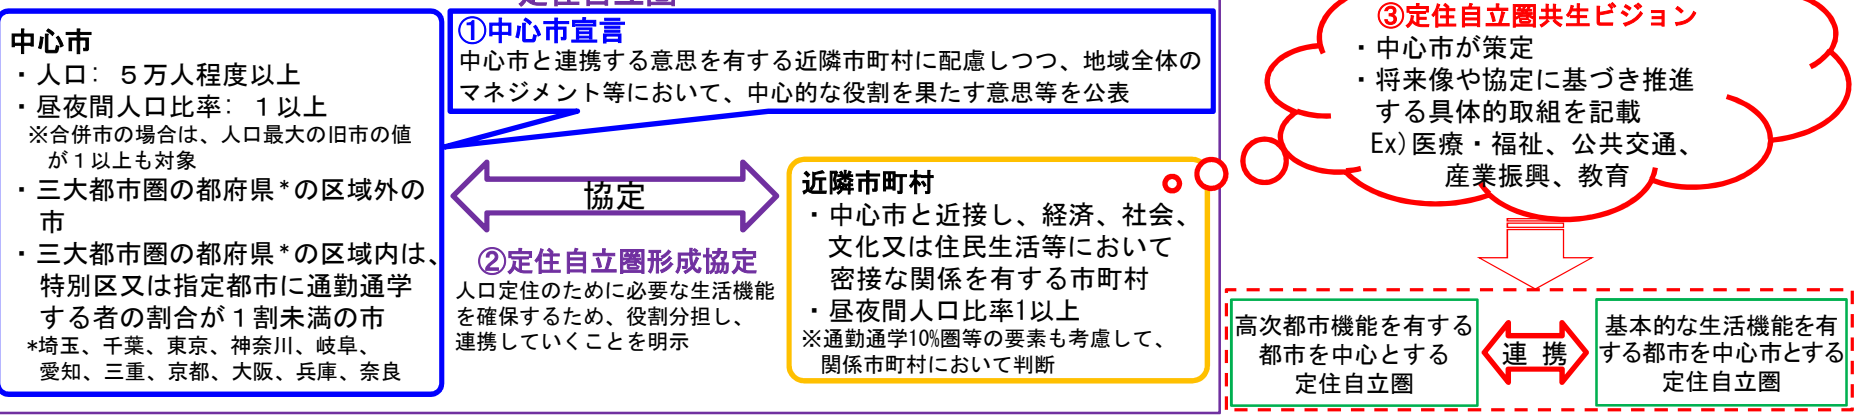 定住自立圏
中心市
・人口：５万人程度以上
・昼夜間人口比率：１以上
※合併市の場合は、人口最大の旧市の値
が１以上も対象
・三大都市圏の都府県*の区域外の
市
・三大都市圏の都府県*の区域内は、
特別区又は指定都市に通勤通学
する者の割合が１割未満の市
*埼玉、千葉、東京、神奈川、岐阜、
愛知、三重、京都、大阪、兵庫、奈良
①中心市宣言
中心市と連携する意思を有する近隣市町村に配慮しつつ、地域全体の
マネジメント等において、中心的な役割を果たす意思等を公表
協定
②定住自立圏形成協定
人口定住のために必要な生活機能
を確保するため、役割分担し、
連携していくことを明示
近隣市町村
・中心市と近接し、経済、社会、
文化又は住民生活等において
密接な関係を有する市町村
・昼夜間人口比率1以上
※通勤通学10%圏等の要素も考慮して、
関係市町村において判断
③定住自立圏共生ビジョン
・中心市が策定
・将来像や協定に基づき推進
する具体的取組を記載
Ex)医療・福祉、公共交通、
産業振興、教育
高次都市機能を有する
都市を中心とする
定住自立圏
連 携
基本的な生活機能を有
する都市を中心市とする
定住自立圏